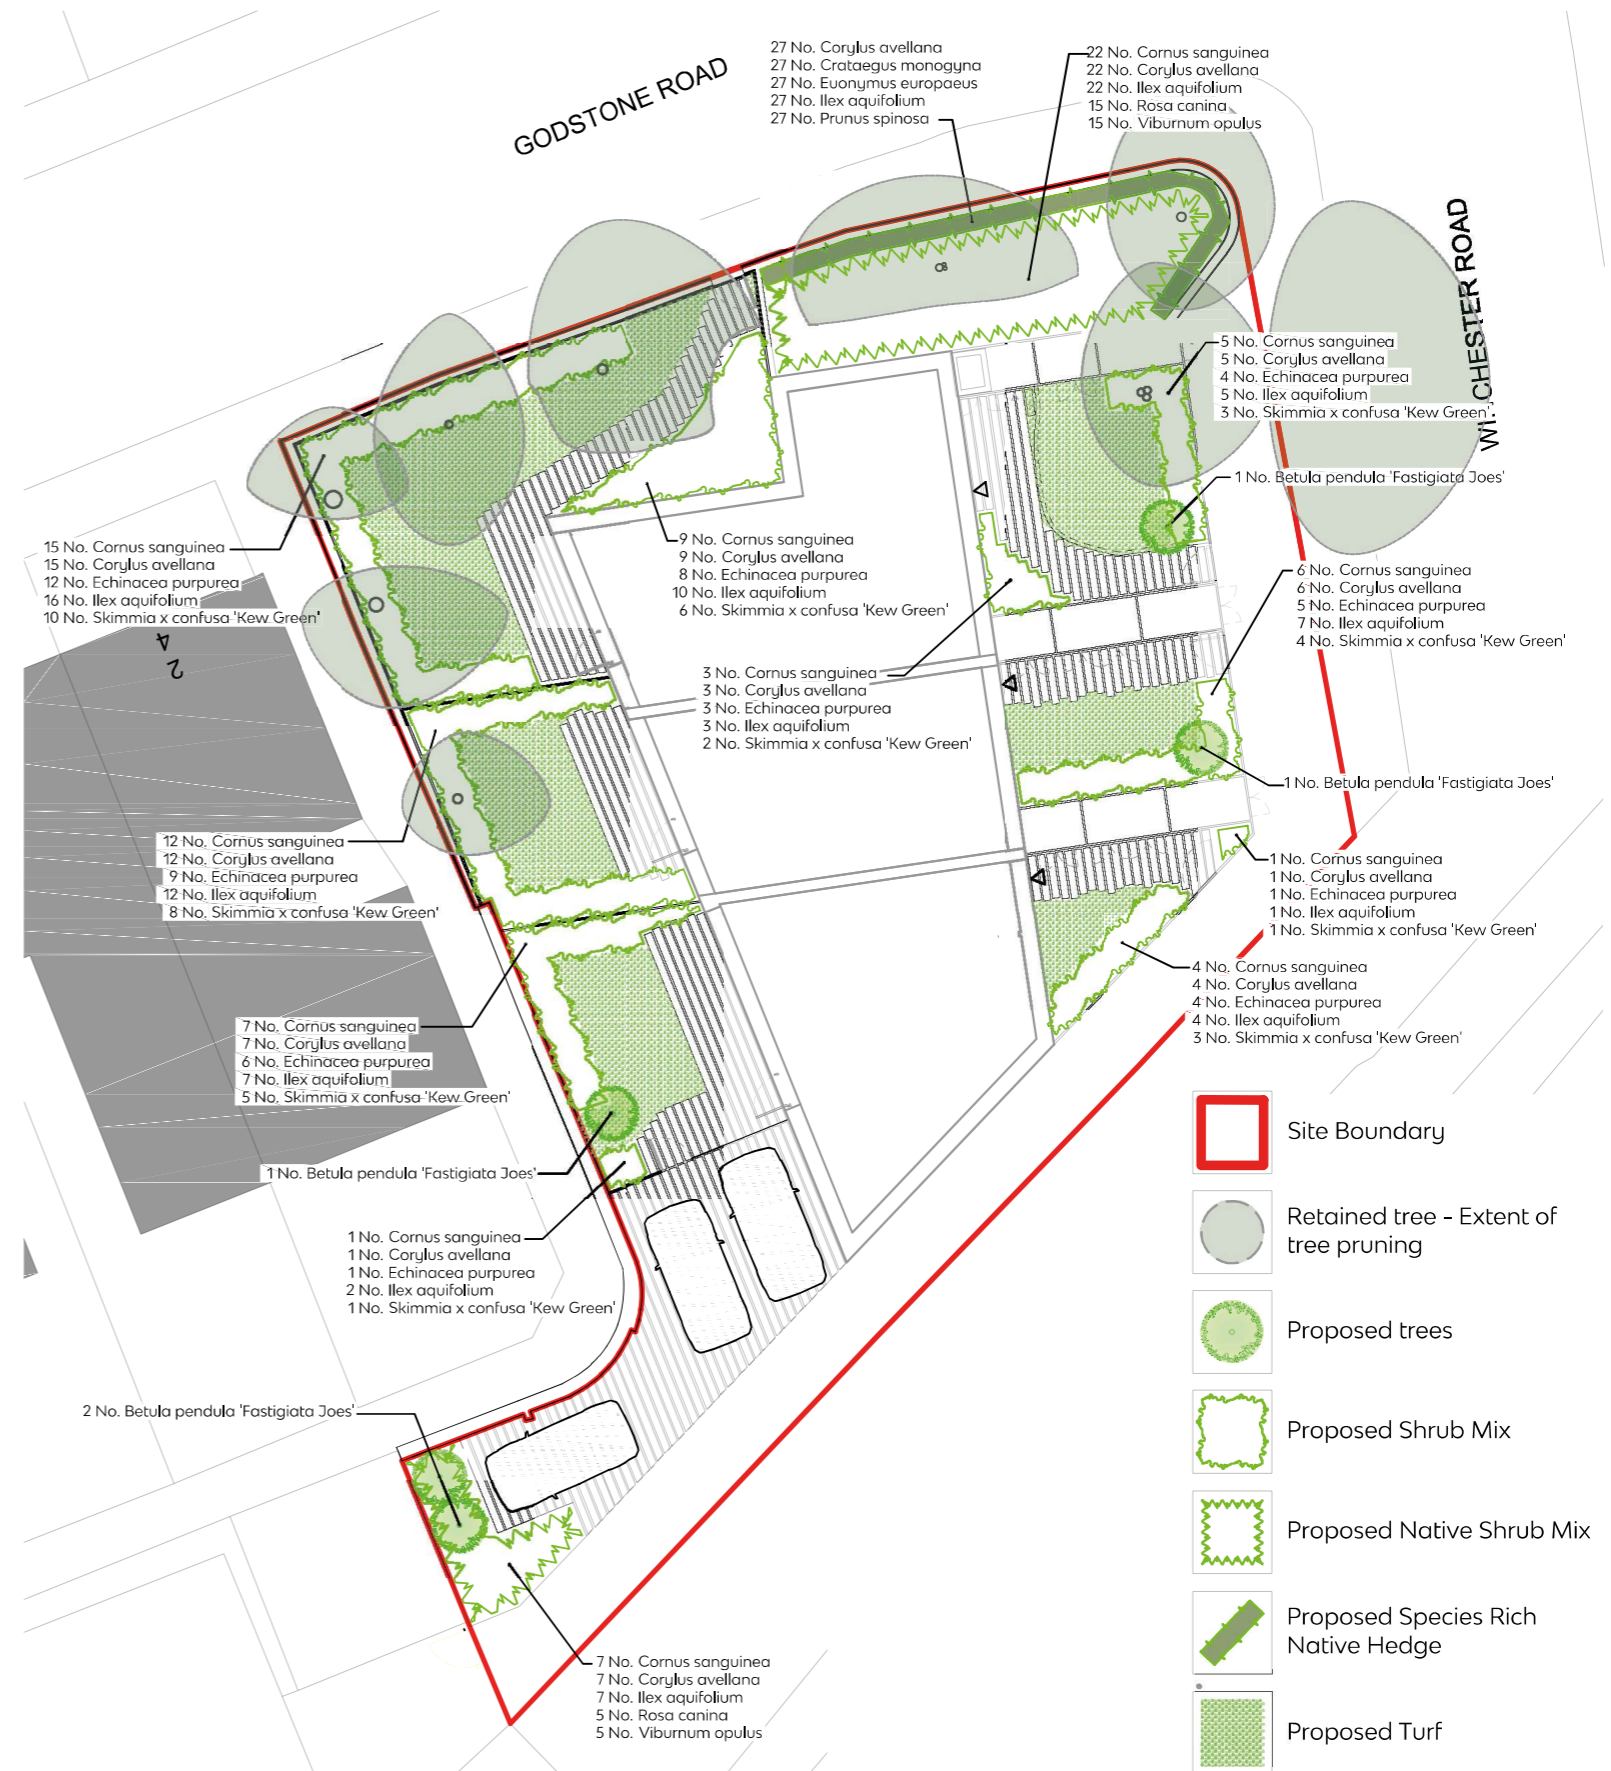 GODSTONE ROAD
27 No. Corylus avellana
27 No. Crataegus monogyna
27 No. Euonymus europaeus
27 No. Ilex aquifolium
27 No. Prunus spinosa
22 No. Cornus sanguinea
22 No. Corylus avellana
22 No. Ilex aquifolium
15 No. Rosa canina
15 No. Viburnum opulus
5 No. Cornus sanguinea
5 No. Corylus avellana
4 No. Echinacea purpurea
5 No. Ilex aquifolium
3 No. Skimmia x confusa 'Kew Green'
1 No. Betula pendula 'Fastigiata Joes'
15 No. Cornus sanguinea
15 No. Corylus avellana
12 No. Echinacea purpurea
16 No. Ilex aquifolium
10 No. Skimmia x confusa 'Kew Green'
24
9 No. Cornus sanguinea
9 No. Corylus avellana
8 No. Echinacea purpurea
10 No. Ilex aquifolium
6 No. Skimmia x confusa 'Kew Green'
6 No. Cornus sanguinea
6 No. Corylus avellana
5 No. Echinacea purpurea
7 No. Ilex aquifolium
4 No. Skimmia x confusa 'Kew Green'
3 No. Cornus sanguinea
3 No. Corylus avellana
3 No. Echinacea purpurea
3 No. Ilex aquifolium
2 No. Skimmia x confusa 'Kew Green'
1 No. Betula pendula 'Fastigiata Joes'
12 No. Cornus sanguinea
12 No. Corylus avellana
9 No. Echinacea purpurea
12 No. Ilex aquifolium
8 No. Skimmia x confusa 'Kew Green'
1 No. Cornus sanguinea
1 No. Corylus avellana
1 No. Echinacea purpurea
1 No. Ilex aquifolium
1 No. Skimmia x confusa 'Kew Green'
4 No. Cornus sanguinea
4 No. Corylus avellana
4 No. Echinacea purpurea
4 No. Ilex aquifolium
3 No. Skimmia x confusa 'Kew Green'
7 No. Cornus sanguinea
7 No. Corylus avellana
6 No. Echinacea purpurea
7 No. Ilex aquifolium
5 No. Skimmia x confusa 'Kew Green'
1 No. Betula pendula 'Fastigiata Joes'
1 No. Cornus sanguinea
1 No. Corylus avellana
1 No. Echinacea purpurea
2 No. Ilex aquifolium
1 No. Skimmia x confusa 'Kew Green'
2 No. Betula pendula 'Fastigiata Joes'
7 No. Cornus sanguinea
7 No. Corylus avellana
7 No. Ilex aquifolium
5 No. Rosa canina
5 No. Viburnum opulus
Site Boundary
Retained tree - Extent of
tree pruning
Proposed trees
Proposed Shrub Mix
Proposed Native Shrub Mix
Proposed Species Rich
Native Hedge
Proposed Turf
ROAD